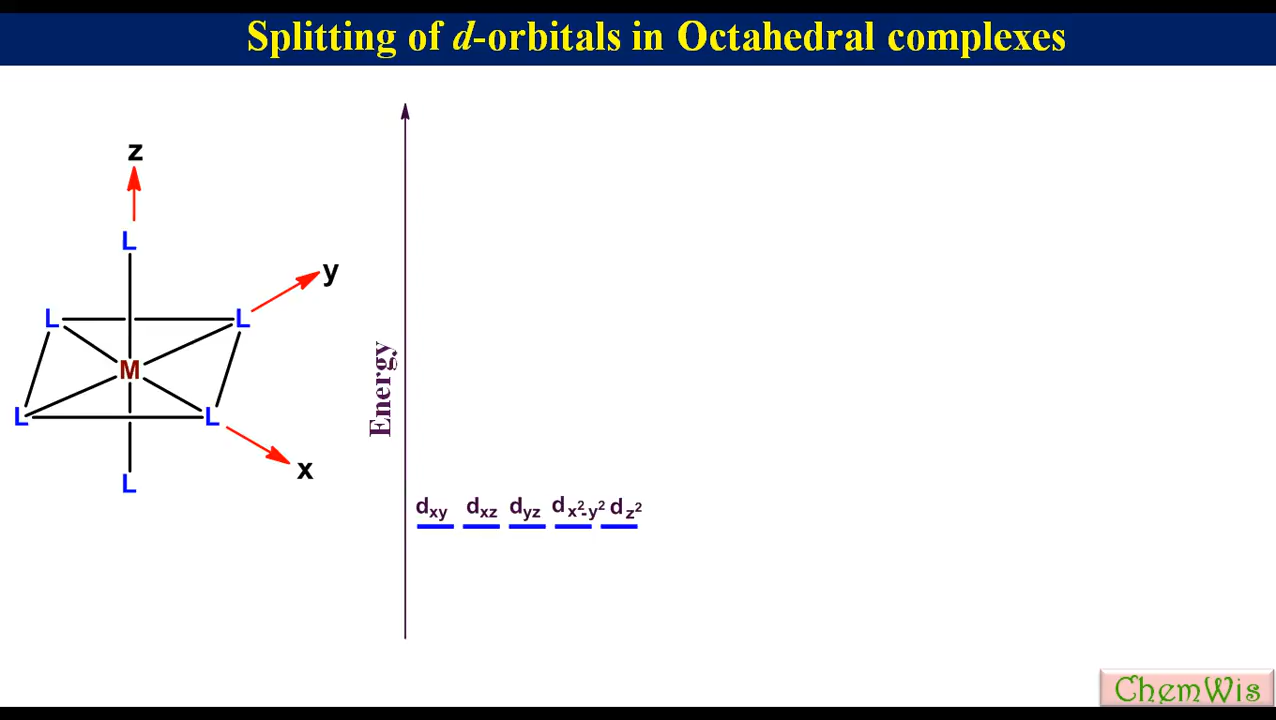 Splitting of d-orbitals in Octahedral complexes
z
L
y
L L
Energy
M
L L
x
L
dxy dxz dyz dx²-y² dz²
ChemWis